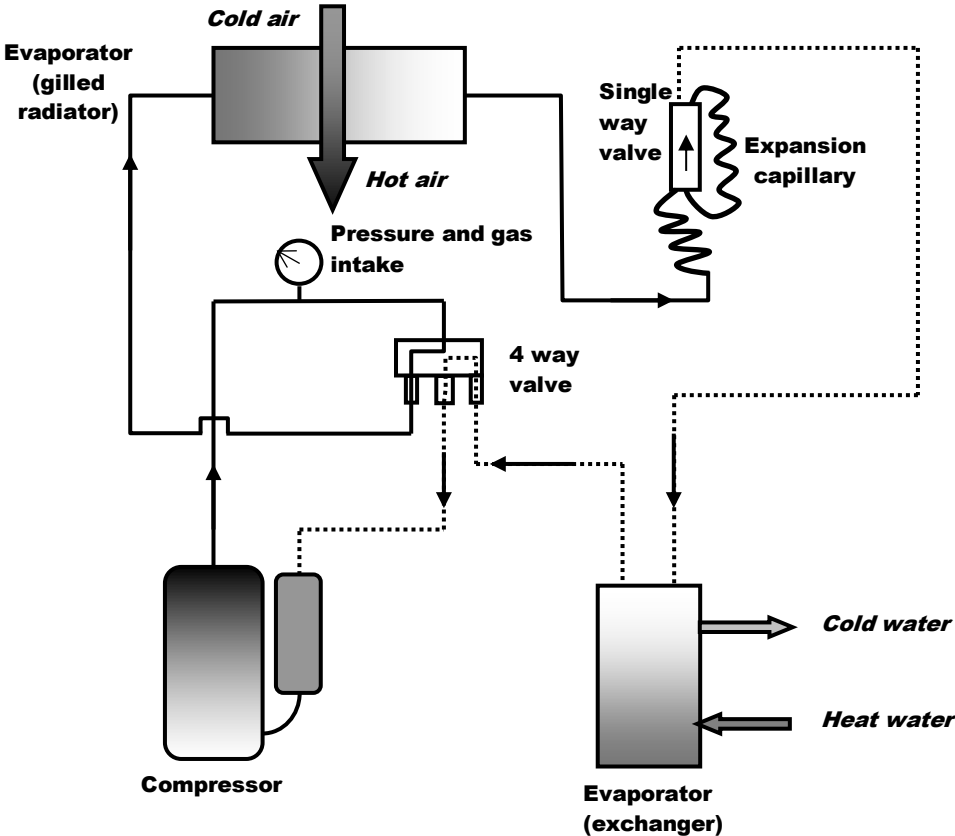 Cold air
Evaporator
(gilled
radiator)
Hot air
Single
way
valve
Expansion
capillary
Pressure and gas
intake
4 way
valve
Cold water
Heat water
Compressor
Evaporator
(exchanger)